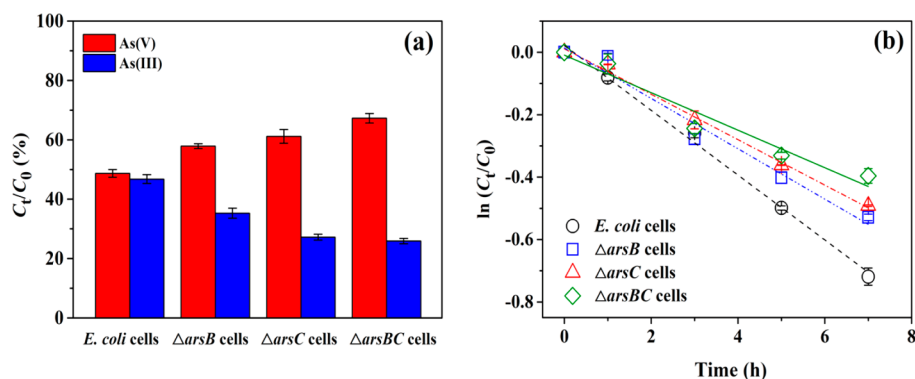 (a)
As(V)
As(III)
Ct/C0 (%)
100
80
60
40
20
0
E. coli cells
△arsB cells
△arsC cells
△arsBC cells
(b)
ln (Ct/C0)
0.0
-0.2
-0.4
-0.6
-0.8
E. coli cells
△arsB cells
△arsC cells
△arsBC cells
0
2
4
6
8
Time (h)